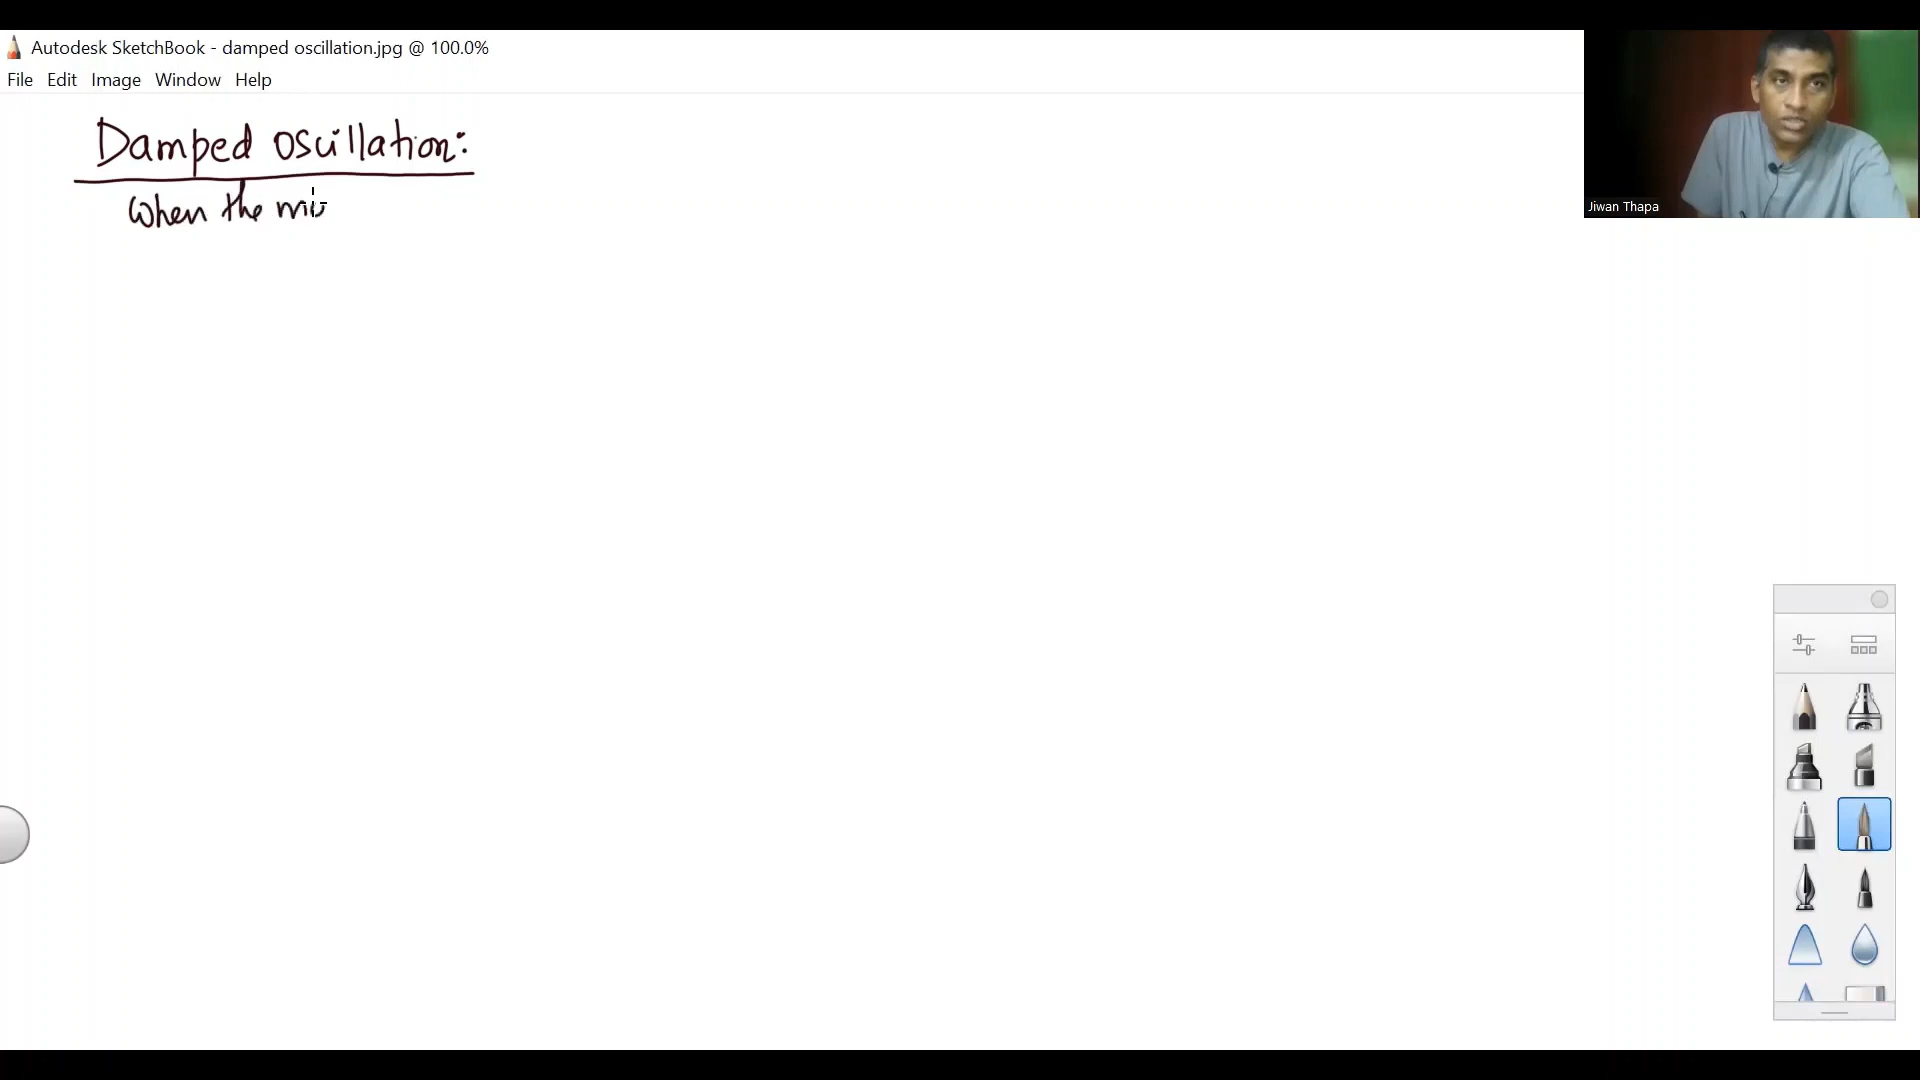 Autodesk SketchBook - damped oscillation.jpg @ 100.0%
File Edit Image Window Help
Damped oscillation:
When the
Jiwan Thapa